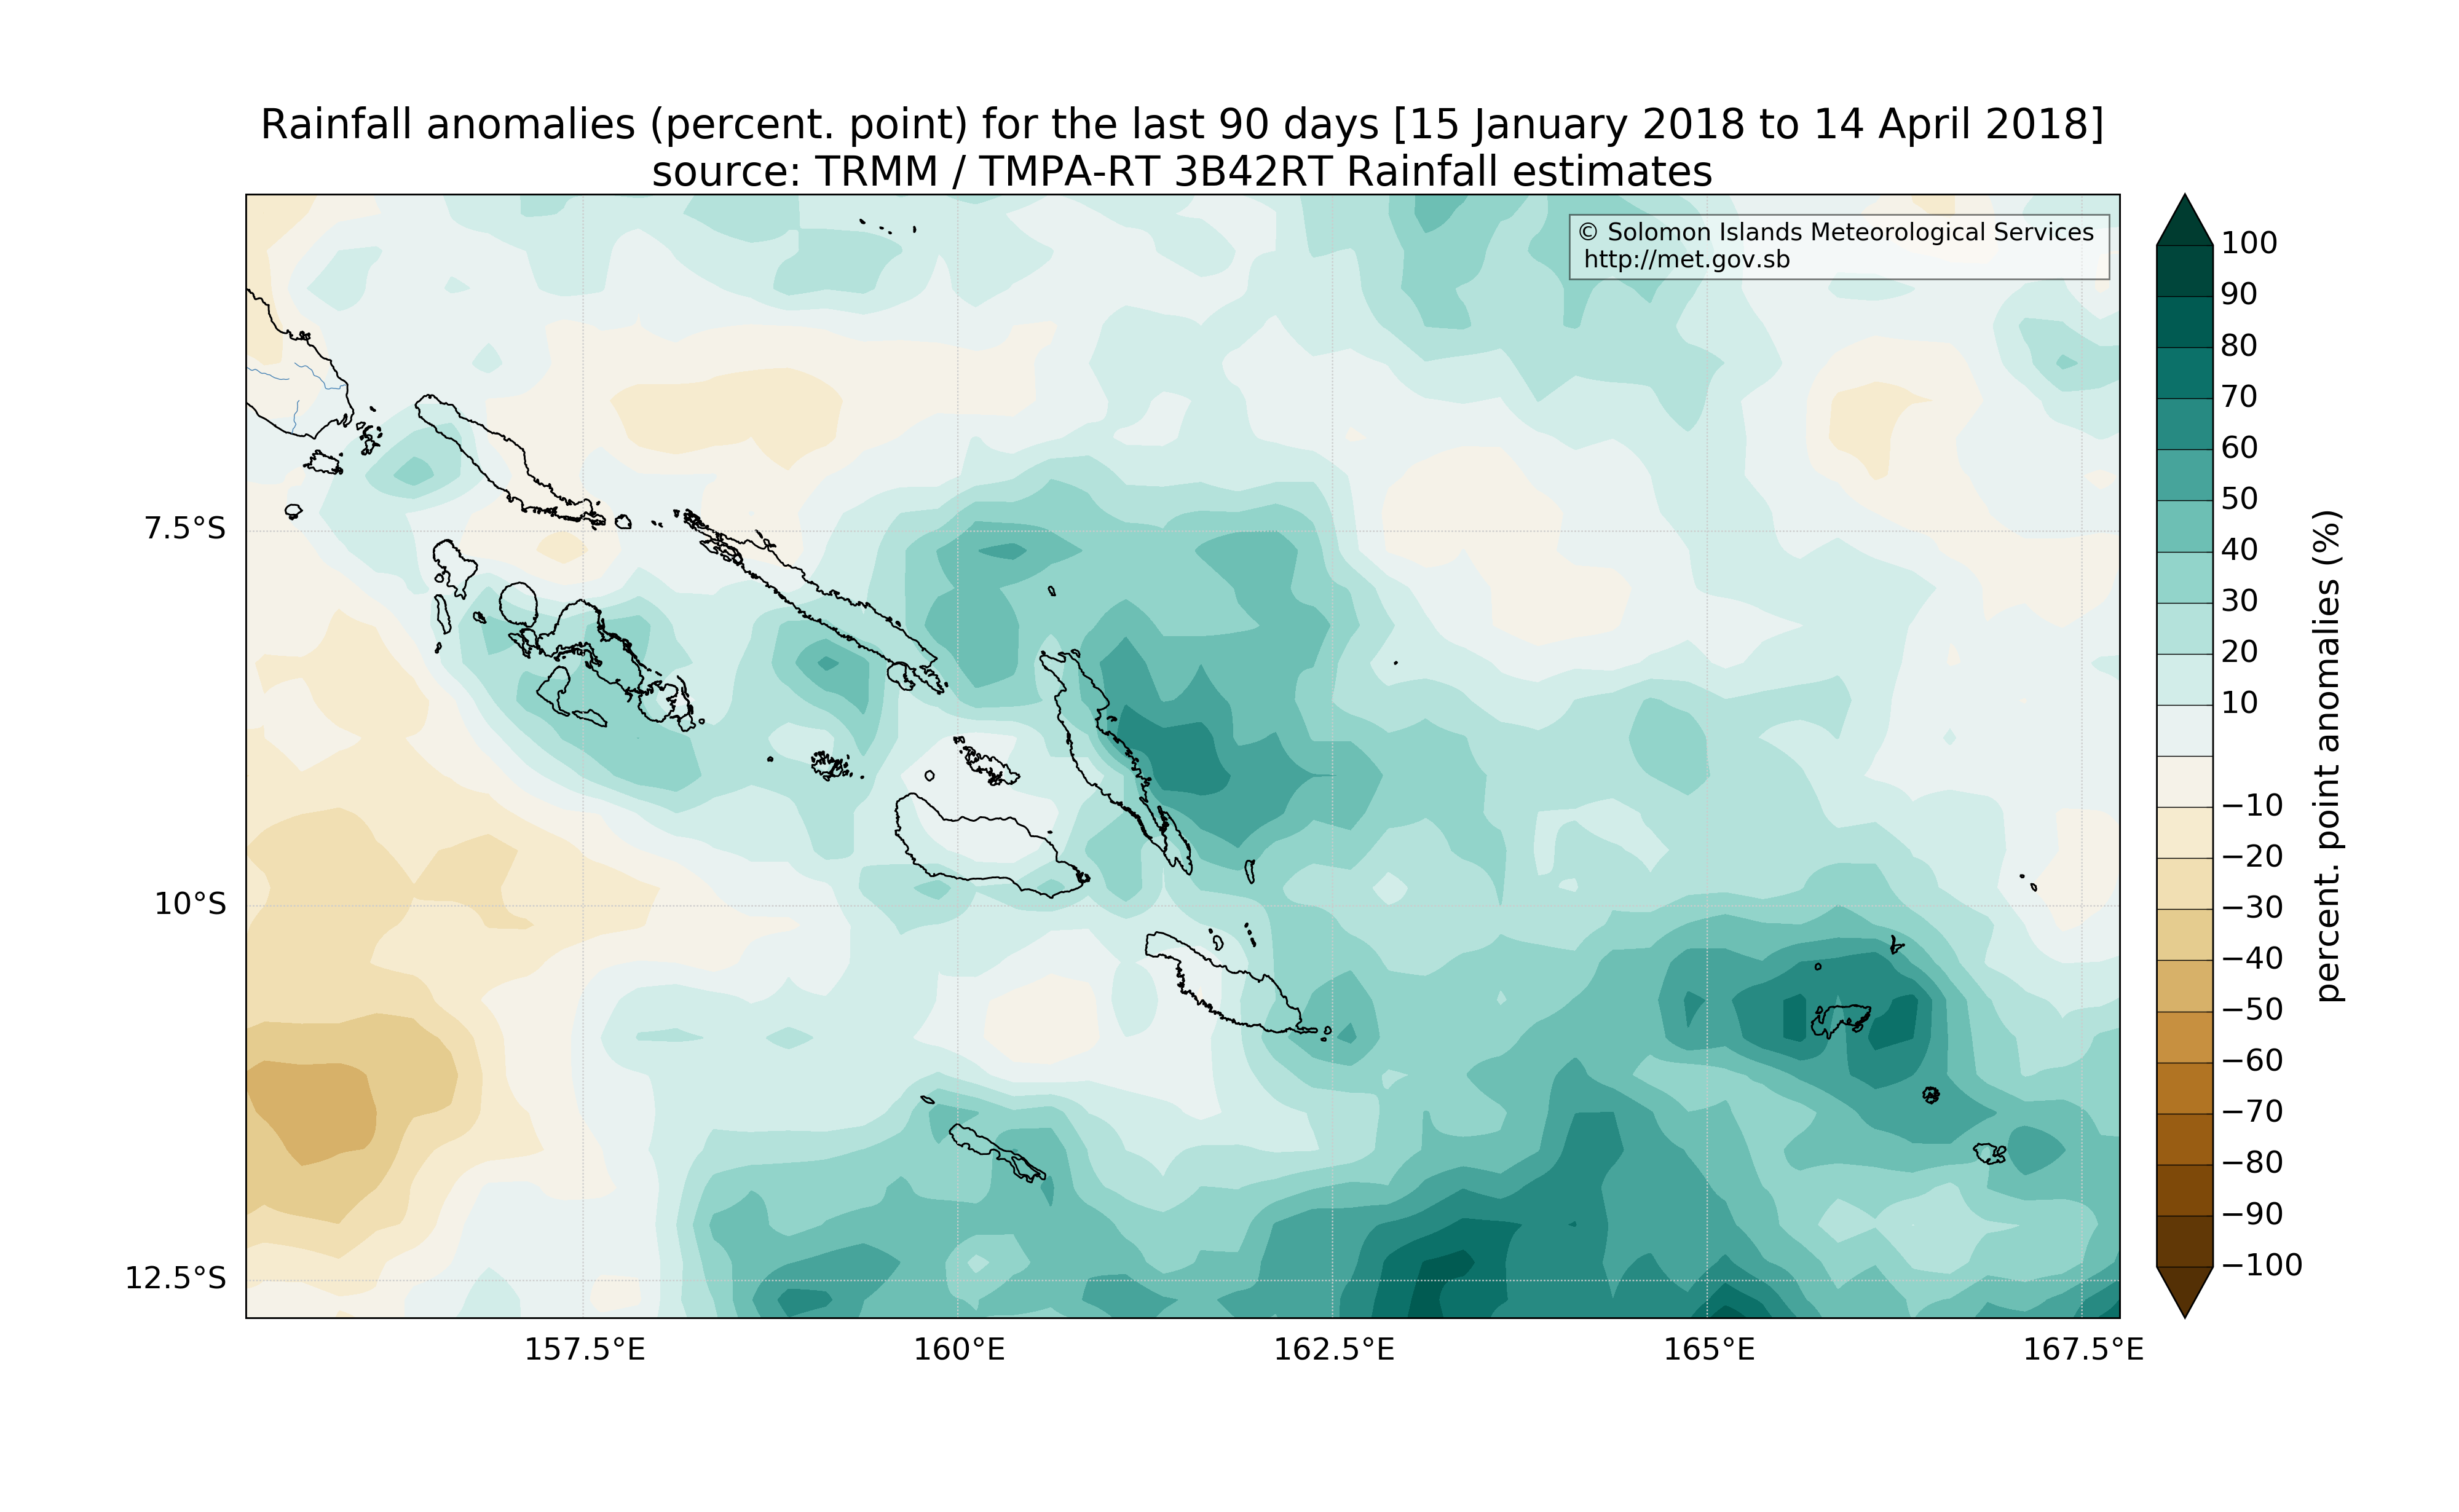 Rainfall anomalies (percent. point) for the last 90 days [15 January 2018 to 14 April 2018]
source: TRMM / TMPA-RT 3B42RT Rainfall estimates
© Solomon Islands Meteorological Services
http://met.gov.sb
7.5°S
10°S
12.5°S
157.5°E
160°E
162.5°E
165°E
167.5°E
100
90
80
70
60
50
40
30
20
10
−10
−20
−30
−40
−50
−60
−70
−80
−90
−100
percent. point anomalies (%)